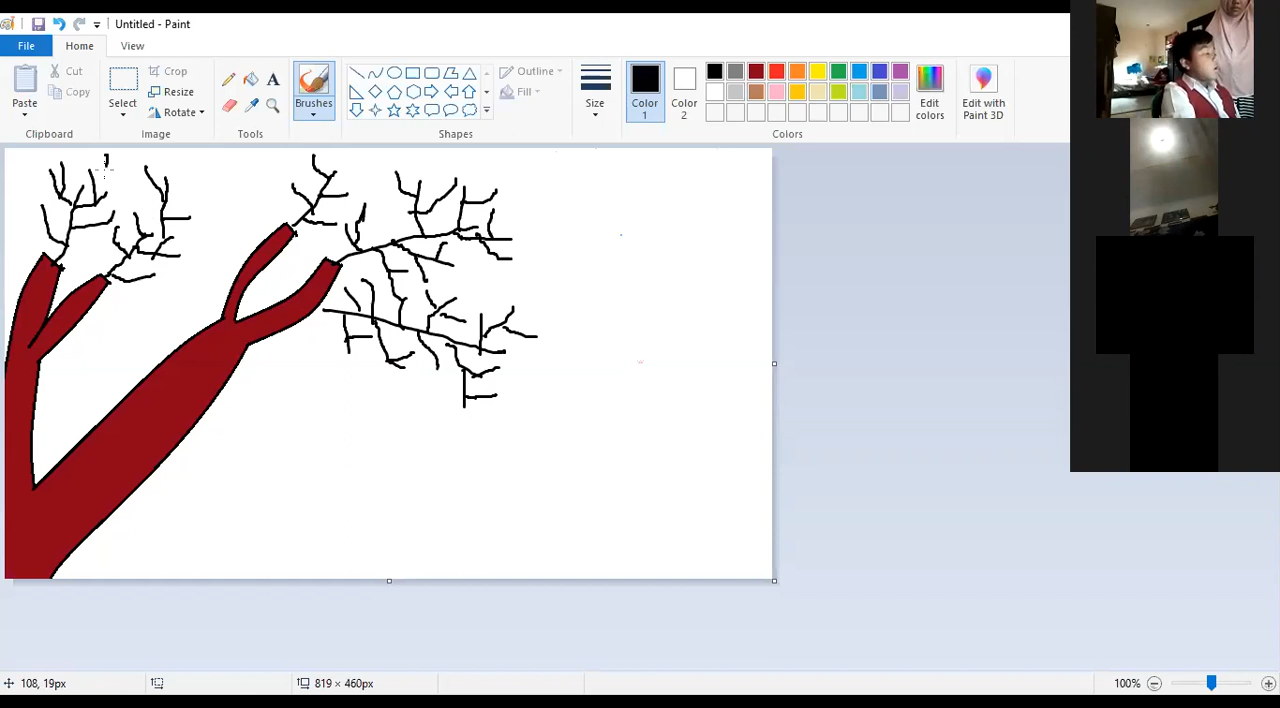 Untitled - Paint
File
Home
View
Paste
Cut
Copy
Clipboard
Select
Crop
Resize
Rotate
Image
A
Tools
Brushes
Shapes
Outline
Fill
Size
Color
1
Color
2
Colors
Edit
colors
Edit with
Paint 3D
108, 19px
819 × 460px
100%